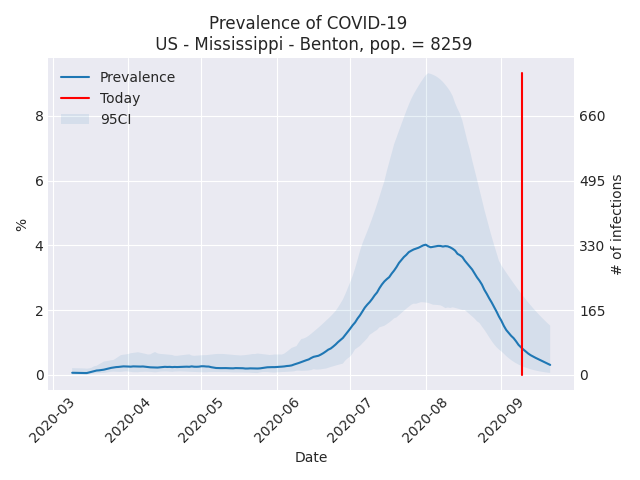 Prevalence of COVID-19
US - Mississippi - Benton, pop. = 8259
Prevalence
Today
95CI
8
6
4
2
0
%
660
495
330
165
0
# of infections
2020-03
2020-04
2020-05
2020-06
2020-07
2020-08
2020-09
Date